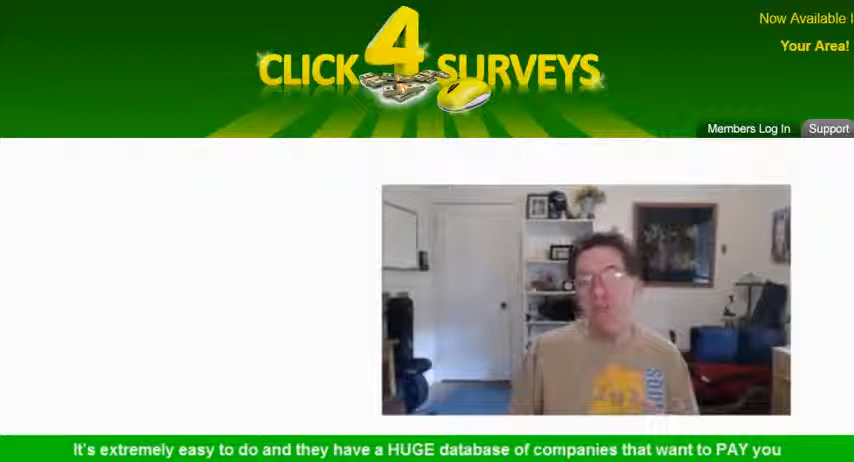 Now Available I
Your Area!
CLICK 4 SURVEYS
Members Log In
Support
It's extremely easy to do and they have a HUGE database of companies that want to PAY you